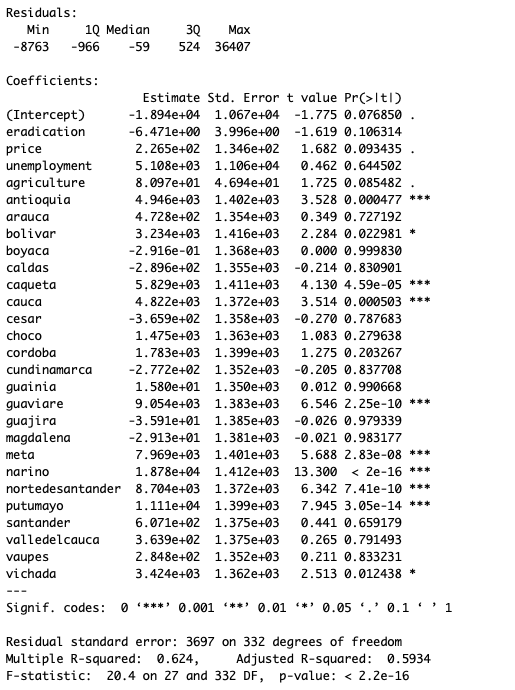 Residuals:
   Min     1Q Median     3Q    Max
 -8763   -966    -59    524  36407

Coefficients:
                  Estimate Std. Error t value Pr(>|t|)
(Intercept)     -1.894e+04  1.067e+04  -1.775 0.076850 .
eradication     -6.471e+00  3.996e+00  -1.619 0.106314
price            2.265e+02  1.346e+02   1.682 0.093435 .
unemployment     5.108e+03  1.106e+04   0.462 0.644502
agriculture      8.097e+01  4.694e+01   1.725 0.085482 .
antioquia        4.946e+03  1.402e+03   3.528 0.000477 ***
arauca           4.728e+02  1.354e+03   0.349 0.727192
bolivar          3.234e+03  1.416e+03   2.284 0.022981 *
boyaca          -2.916e-01  1.368e+03   0.000 0.999830
caldas          -2.896e+02  1.355e+03  -0.214 0.830901
caqueta          5.829e+03  1.411e+03   4.130 4.59e-05 ***
cauca            4.822e+03  1.372e+03   3.514 0.000503 ***
cesar           -3.659e+02  1.358e+03  -0.270 0.787683
choco            1.475e+03  1.363e+03   1.083 0.279638
cordoba          1.783e+03  1.399e+03   1.275 0.203267
cundinamarca    -2.772e+02  1.352e+03  -0.205 0.837708
guainia          1.580e+01  1.350e+03   0.012 0.990668
guaviare         9.054e+03  1.383e+03   6.546 2.25e-10 ***
guajira         -3.591e+01  1.385e+03  -0.026 0.979339
magdalena       -2.913e+01  1.381e+03  -0.021 0.983177
meta             7.969e+03  1.401e+03   5.688 2.83e-08 ***
narino           1.878e+04  1.412e+03  13.300  < 2e-16 ***
nortedesantander 8.704e+03  1.372e+03   6.342 7.41e-10 ***
putumayo         1.111e+04  1.399e+03   7.945 3.05e-14 ***
santander        6.071e+02  1.375e+03   0.441 0.659179
valledelcauca    3.639e+02  1.375e+03   0.265 0.791493
vaupes           2.848e+02  1.352e+03   0.211 0.833231
vichada          3.424e+03  1.362e+03   2.513 0.012438 *
---
Signif. codes:  0 ‘***’ 0.001 ‘**’ 0.01 ‘*’ 0.05 ‘.’ 0.1 ‘ ’ 1

Residual standard error: 3697 on 332 degrees of freedom
Multiple R-squared:  0.624,	Adjusted R-squared:  0.5934
F-statistic:  20.4 on 27 and 332 DF,  p-value: < 2.2e-16